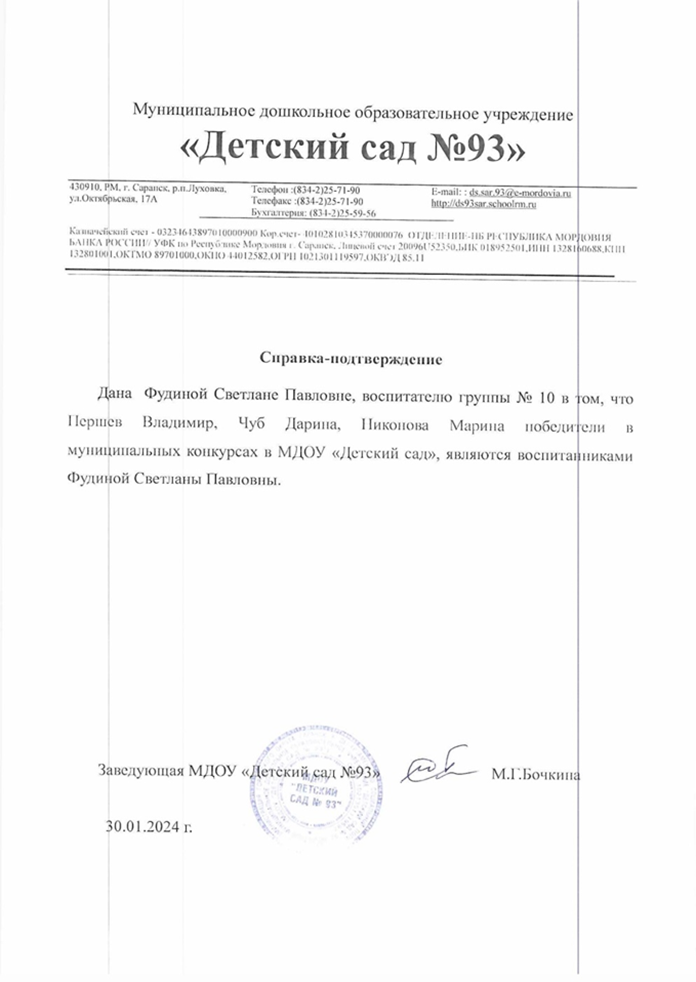 Муниципальное дошкольное образовательное учреждение
«Детский сад №93»
430910, РМ, г. Саранск, р.п.Луховка,
ул.Октябрьская, 17А
Телефон :(834-2)25-71-90
Телефакс :(834-2)25-71-90
Бухгалтерия: (834-2)25-59-56
E-mail: : ds.sar.93@e-mordovia.ru
http://ds93sar.schoolrm.ru
Казначейский счет - 03234643897010000900 Кор.счет- 40102810345370000076 ОТДЕЛЕНИЕ-НБ РЕСПУБЛИКА МОРДОВИЯ
БАНКА РОССИИ// УФК по Республике Мордовия г. Саранск, Лицевой счет БИК 018952501,ИНН 1328160688,КПП
132801001,ОКТМО 89701000,ОКПО 44012582,ОГРН 1021301119597,ОКВЭД 85.11
Справка-подтверждение
Дана Фудиной Светлане Павловне, воспитателю группы № 10 в том, что
Першев Владимир, Чуб Дарина, Никонова Марина победители в
муниципальных конкурсах в МДОУ «Детский сад», являются воспитанниками
Фудиной Светланы Павловны.
Заведующая МДОУ «Детский сад №93»
М.Г.Бочкина
МДОУ
"ДЕТСКИЙ
САД № 93"
30.01.2024 г.